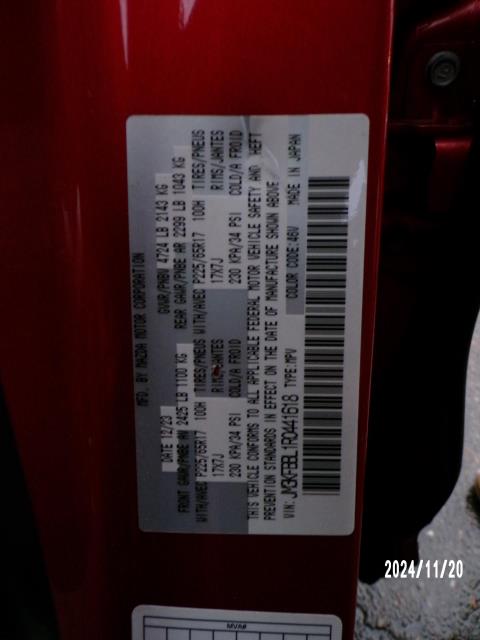 MFD. BY MAZDA MOTOR CORPORATION
DATE 12/23 GVWR/PNBV 4724 LB 2143 KG
FRONT GAWR/PNBE AV 2425 LB 1100 KG REAR GAWR/PNBE AR 2299 LB 1043 KG
WITH/AVEC P225/65R17 100H TIRES/PNEUS WITH/AVEC P225/65R17 100H TIRES/PNEUS
17X7J RIMS/JANTES 17X7J RIMS/JANTES
230 KPA/34 PSI COLD/A FROID 230 KPA/34 PSI COLD/A FROID
THIS VEHICLE CONFORMS TO ALL APPLICABLE FEDERAL MOTOR VEHICLE SAFETY AND THEFT
PREVENTION STANDARDS IN EFFECT ON THE DATE OF MANUFACTURE SHOWN ABOVE.
VIN: JM3KFBBL1R0441618 TYPE: MPV COLOR CODE: 46V MADE IN JAPAN
MVA#
2024/11/20